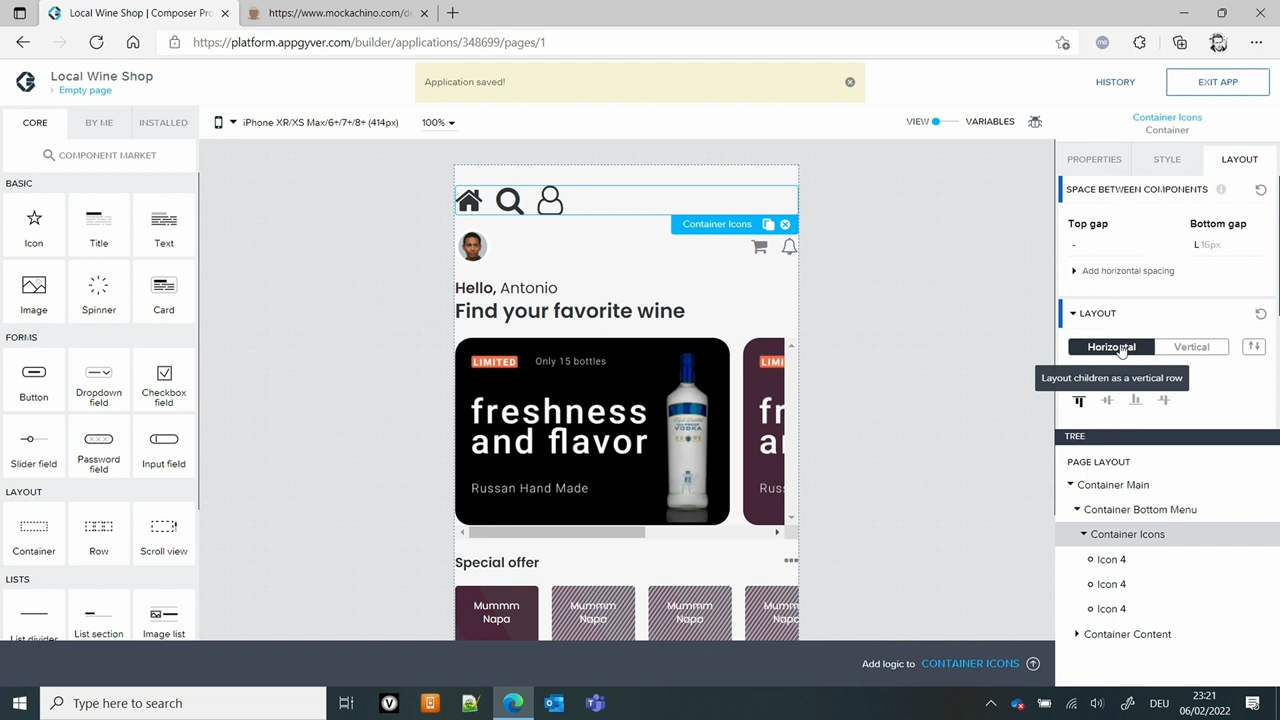 Local Wine Shop | Composer Pro
https://www.mockachino.com/de
https://platform.appgyver.com/builder/applications/348699/pages/1
Local Wine Shop
Empty page
Application saved!
HISTORY
EXIT APP
CORE
BY ME
INSTALLED
iPhone XR/XS Max/6+/7+/8+ (414px)
100%
VIEW
VARIABLES
Container Icons
Container
COMPONENT MARKET
PROPERTIES
STYLE
LAYOUT
BASIC
SPACE BETWEEN COMPONENTS
Icon
Title
Text
Container Icons
Top gap
Bottom gap
-
L 16px
Add horizontal spacing
Image
Spinner
Card
Hello, Antonio
Find your favorite wine
LAYOUT
FORMS
Horizontal
Vertical
Layout children as a vertical row
LIMITED
Only 15 bottles
LIMI
Button
Dropdown
field
Checkbox
field
freshness
and flavor
VODKA
fr
a
Russan Hand Made
Russ
TREE
Slider field
Password
field
Input field
PAGE LAYOUT
Container Main
LAYOUT
Container Bottom Menu
Container Icons
Container
Row
Scroll view
Icon 4
Special offer
Icon 4
LISTS
Mummm
Napa
Mummm
Napa
Mummm
Napa
Mumm
Napa
Icon 4
Container Content
List divider
List section
Image list
Add logic to CONTAINER ICONS
Type here to search
DEU
23:21
06/02/2022